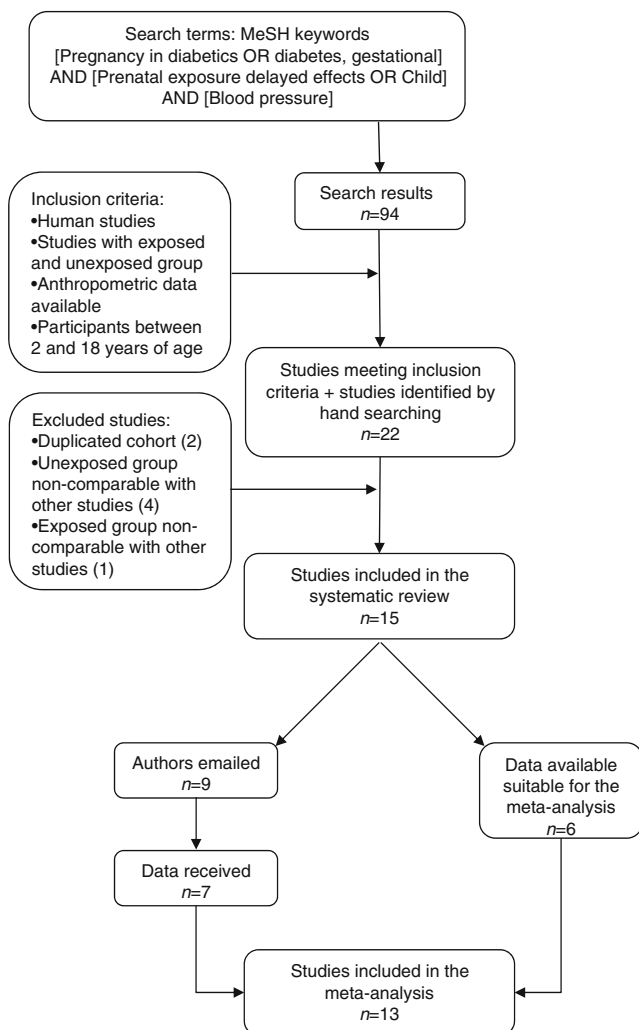 Search terms: MeSH keywords
[Pregnancy in diabetics OR diabetes, gestational]
AND [Prenatal exposure delayed effects OR Child]
AND [Blood pressure]
Search results
n=94
Inclusion criteria:
•Human studies
•Studies with exposed
and unexposed group
•Anthropometric data
available
•Participants between
2 and 18 years of age
Studies meeting inclusion
criteria + studies identified by
hand searching
n=22
Excluded studies:
•Duplicated cohort (2)
•Unexposed group
non-comparable with
other studies (4)
•Exposed group non-
comparable with other
studies (1)
Studies included in the
systematic review
n=15
Authors emailed
n=9
Data available
suitable for the
meta-analysis
n=6
Data received
n=7
Studies included in the
meta-analysis
n=13